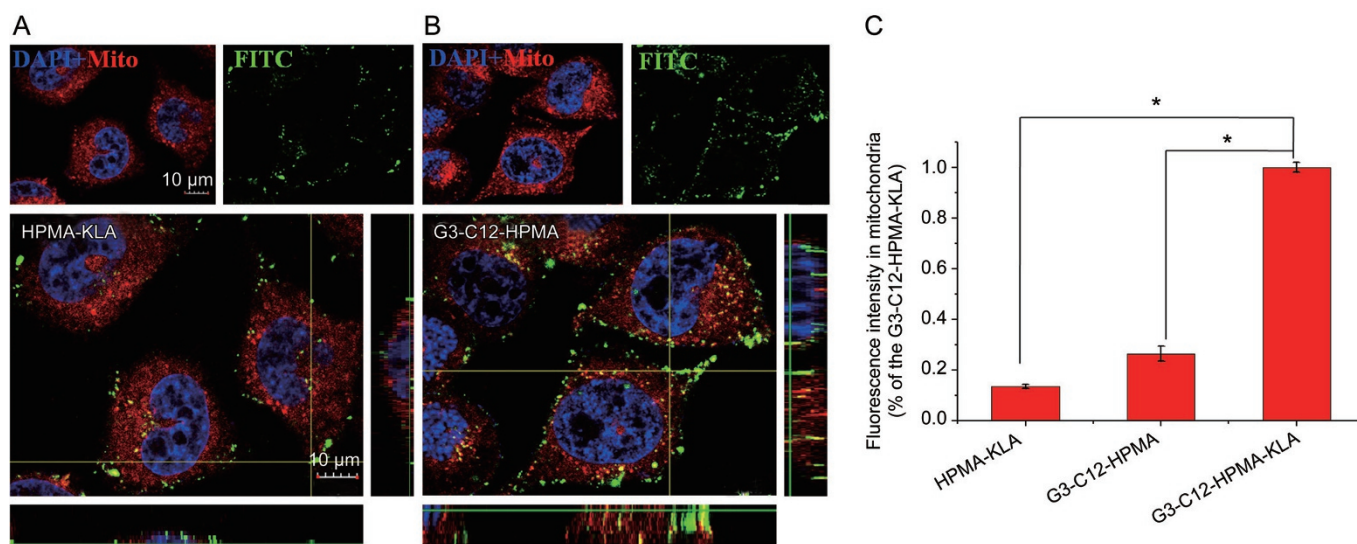 A
DAPI+Mito
10 µm
FITC
HPMA-KLA
10 µm
B
DAPI+Mito
FITC
G3-C12-HPMA
C
Fluorescence intensity in mitochondria
(% of the G3-C12-HPMA-KLA)
1.0
0.8
0.6
0.4
0.2
0.0
*
*
HPMA-KLA
G3-C12-HPMA
G3-C12-HPMA-KLA